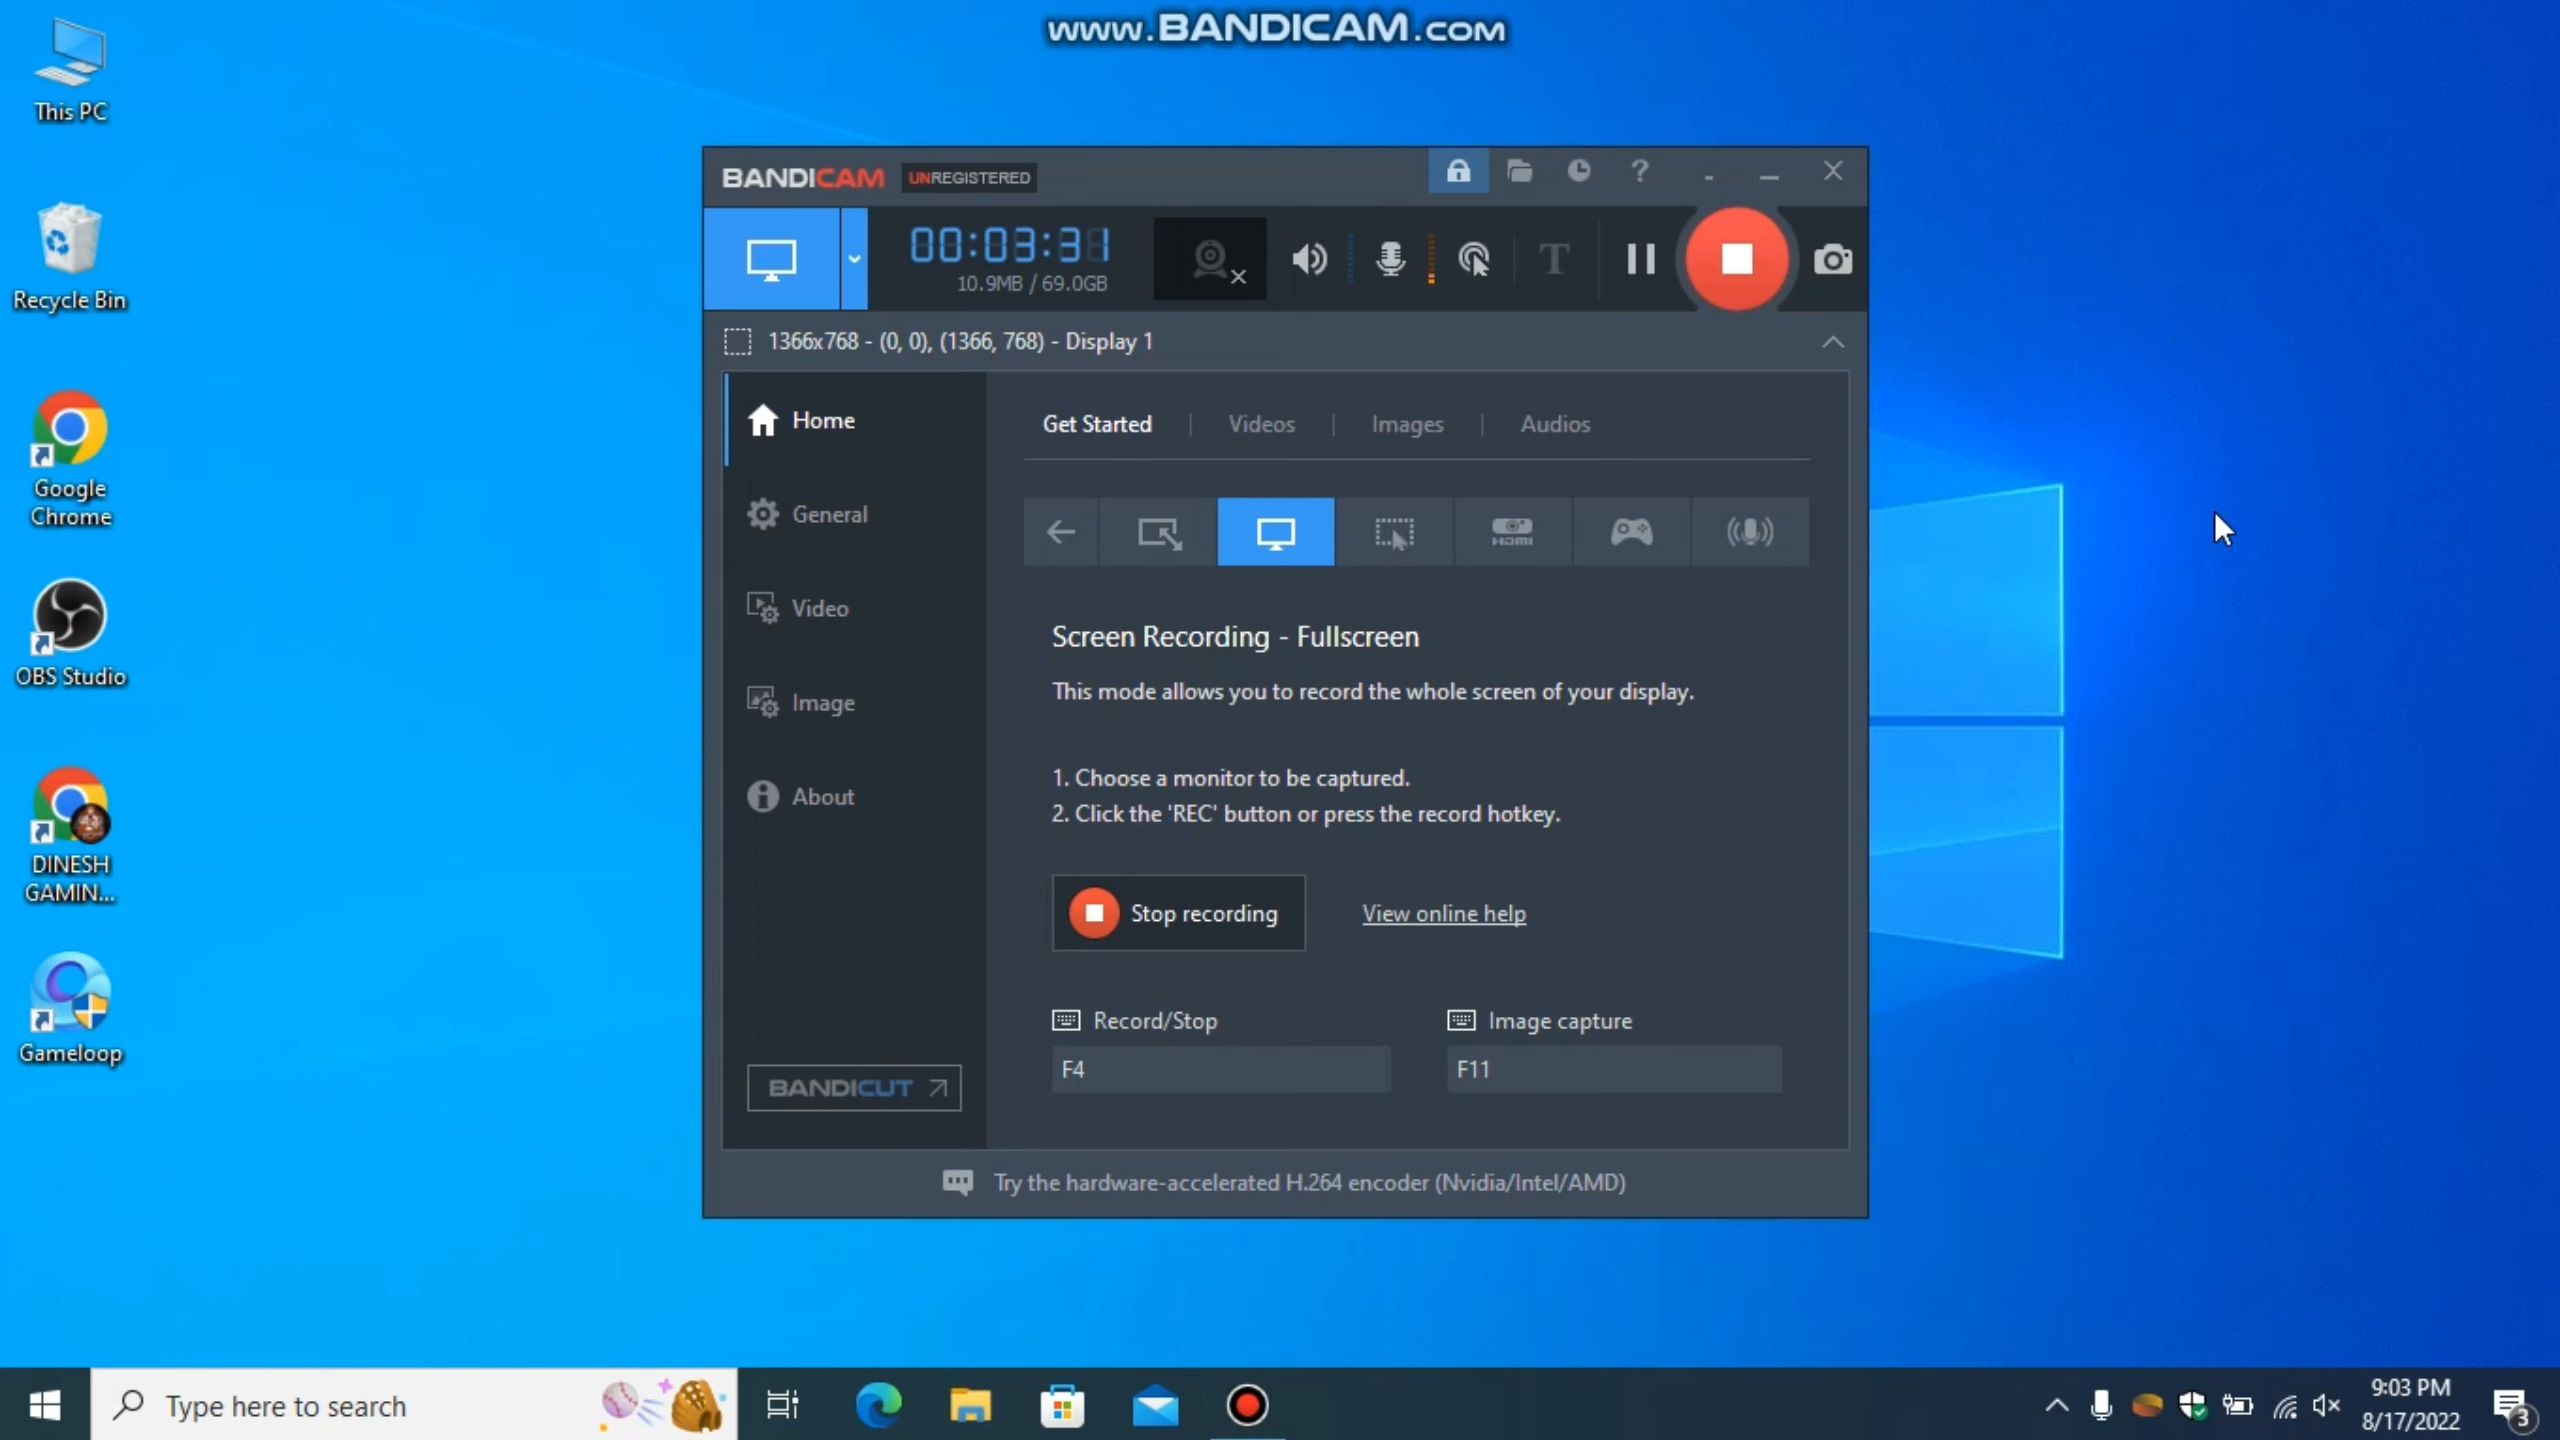 www.BANDICAM.com
This PC
Recycle Bin
Google
Chrome
OBS Studio
DINESH
GAMIN...
Gameloop
BANDICAM UNREGISTERED
?
00:03:31
10.9MB / 69.0GB
T
1366x768 - (0, 0), (1366, 768) - Display 1
Home
General
Video
Image
About
BANDICUT
Get Started | Videos | Images | Audios
HDMI
Screen Recording - Fullscreen
This mode allows you to record the whole screen of your display.
1. Choose a monitor to be captured.
2. Click the 'REC' button or press the record hotkey.
Stop recording
View online help
Record/Stop
F4
Image capture
F11
Try the hardware-accelerated H.264 encoder (Nvidia/Intel/AMD)
Type here to search
9:03 PM
8/17/2022
3